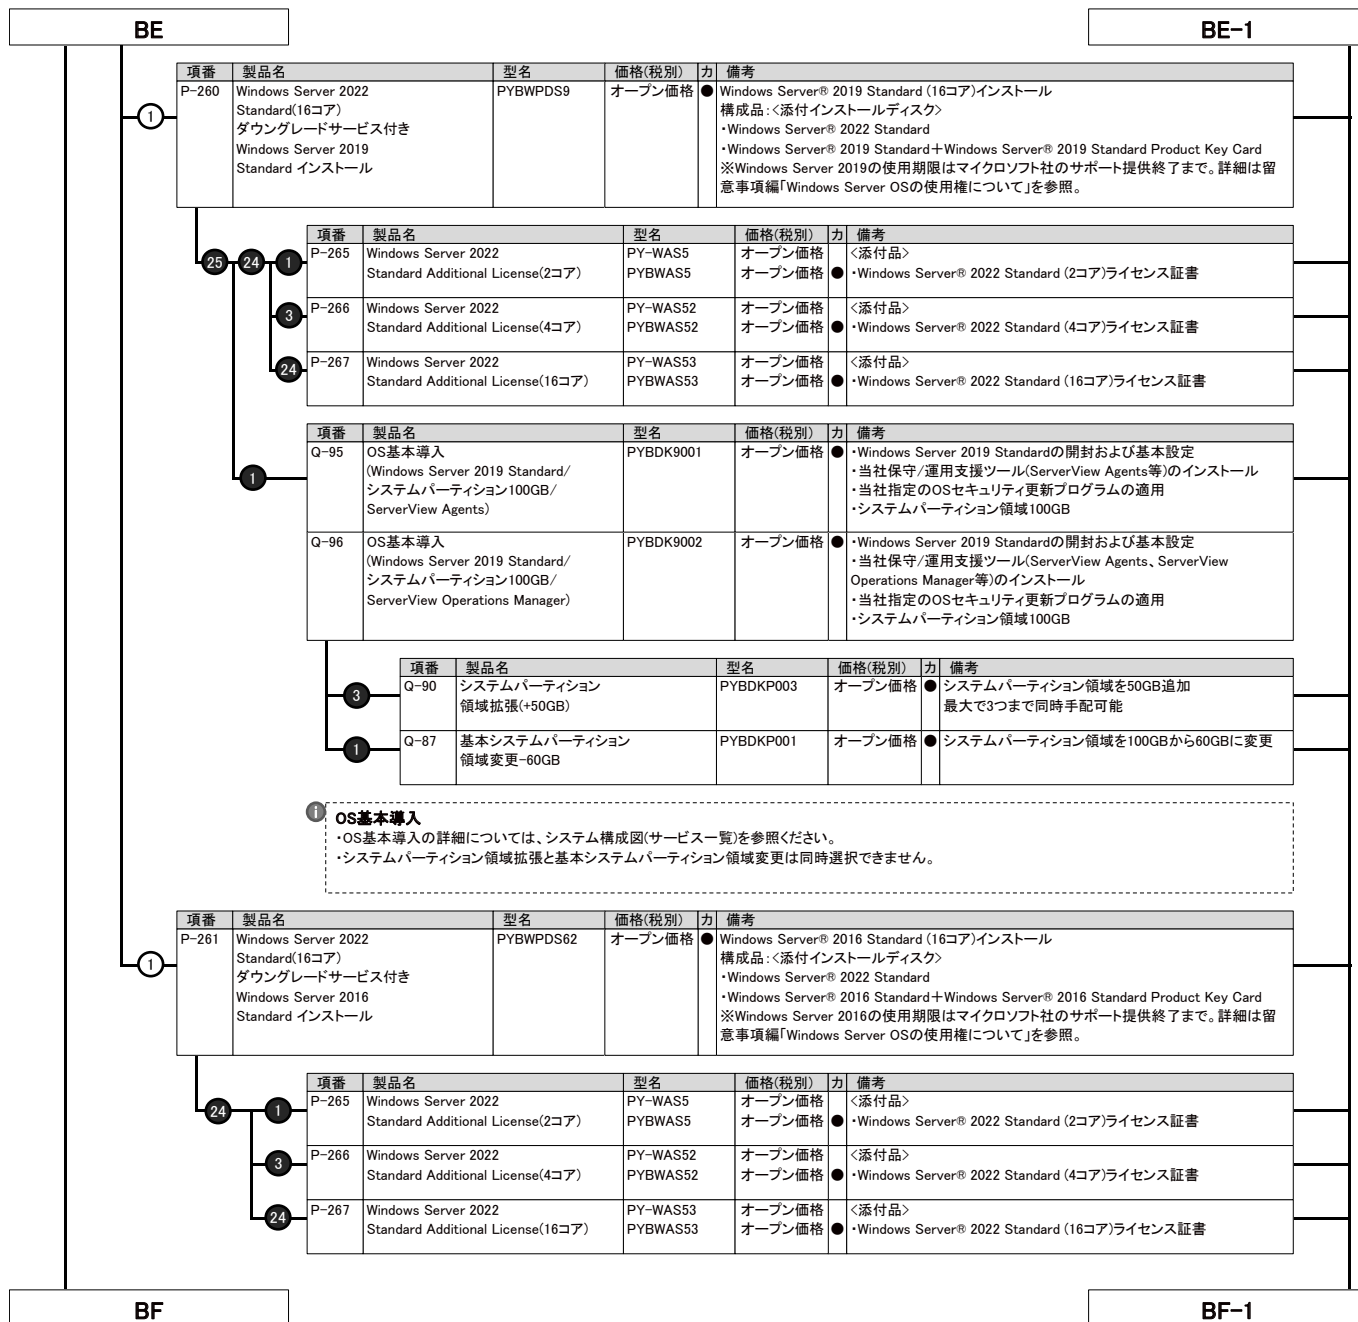 BE
BE-1
項番 製品名 型名 価格(税別) カ 備考
P-260 Windows Server 2022 PYBWPDS9 オープン価格 ● Windows Server® 2019 Standard (16コア)インストール
Standard(16コア) 構成品:<添付インストールディスク>
ダウングレードサービス付き ・Windows Server® 2022 Standard
Windows Server 2019 ・Windows Server® 2019 Standard+Windows Server® 2019 Standard Product Key Card
Standard インストール ※Windows Server 2019の使用期限はマイクロソフト社のサポート提供終了まで。詳細は留
意事項編「Windows Server OSの使用権について」を参照。
1
項番 製品名 型名 価格(税別) カ 備考
25 24 1 P-265 Windows Server 2022 PY-WAS5 オープン価格 <添付品>
Standard Additional License(2コア) PYBWAS5 オープン価格 ● ・Windows Server® 2022 Standard (2コア)ライセンス証書
3 P-266 Windows Server 2022 PY-WAS52 オープン価格 <添付品>
Standard Additional License(4コア) PYBWAS52 オープン価格 ● ・Windows Server® 2022 Standard (4コア)ライセンス証書
24 P-267 Windows Server 2022 PY-WAS53 オープン価格 <添付品>
Standard Additional License(16コア) PYBWAS53 オープン価格 ● ・Windows Server® 2022 Standard (16コア)ライセンス証書
項番 製品名 型名 価格(税別) カ 備考
Q-95 OS基本導入 PYBDK9001 オープン価格 ● ・Windows Server 2019 Standardの開封および基本設定
(Windows Server 2019 Standard/ ・当社保守/運用支援ツール(ServerView Agents等)のインストール
1 システムパーティション100GB/ ・当社指定のOSセキュリティ更新プログラムの適用
ServerView Agents) ・システムパーティション領域100GB
Q-96 OS基本導入 PYBDK9002 オープン価格 ● ・Windows Server 2019 Standardの開封および基本設定
(Windows Server 2019 Standard/ ・当社保守/運用支援ツール(ServerView Agents、ServerView
システムパーティション100GB/ Operations Manager等)のインストール
ServerView Operations Manager) ・当社指定のOSセキュリティ更新プログラムの適用
・システムパーティション領域100GB
項番 製品名 型名 価格(税別) カ 備考
3 Q-90 システムパーティション PYBDKP003 オープン価格 ● システムパーティション領域を50GB追加
領域拡張(+50GB) 最大で3つまで同時手配可能
1 Q-87 基本システムパーティション PYBDKP001 オープン価格 ● システムパーティション領域を100GBから60GBに変更
領域変更-60GB
i OS基本導入
・OS基本導入の詳細については、システム構成図(サービス一覧)を参照ください。
・システムパーティション領域拡張と基本システムパーティション領域変更は同時選択できません。
項番 製品名 型名 価格(税別) カ 備考
P-261 Windows Server 2022 PYBWPDS62 オープン価格 ● Windows Server® 2016 Standard (16コア)インストール
Standard(16コア) 構成品:<添付インストールディスク>
1 ダウングレードサービス付き ・Windows Server® 2022 Standard
Windows Server 2016 ・Windows Server® 2016 Standard+Windows Server® 2016 Standard Product Key Card
Standard インストール ※Windows Server 2016の使用期限はマイクロソフト社のサポート提供終了まで。詳細は留
意事項編「Windows Server OSの使用権について」を参照。
項番 製品名 型名 価格(税別) カ 備考
24 1 P-265 Windows Server 2022 PY-WAS5 オープン価格 <添付品>
Standard Additional License(2コア) PYBWAS5 オープン価格 ● ・Windows Server® 2022 Standard (2コア)ライセンス証書
3 P-266 Windows Server 2022 PY-WAS52 オープン価格 <添付品>
Standard Additional License(4コア) PYBWAS52 オープン価格 ● ・Windows Server® 2022 Standard (4コア)ライセンス証書
24 P-267 Windows Server 2022 PY-WAS53 オープン価格 <添付品>
Standard Additional License(16コア) PYBWAS53 オープン価格 ● ・Windows Server® 2022 Standard (16コア)ライセンス証書
BF
BF-1